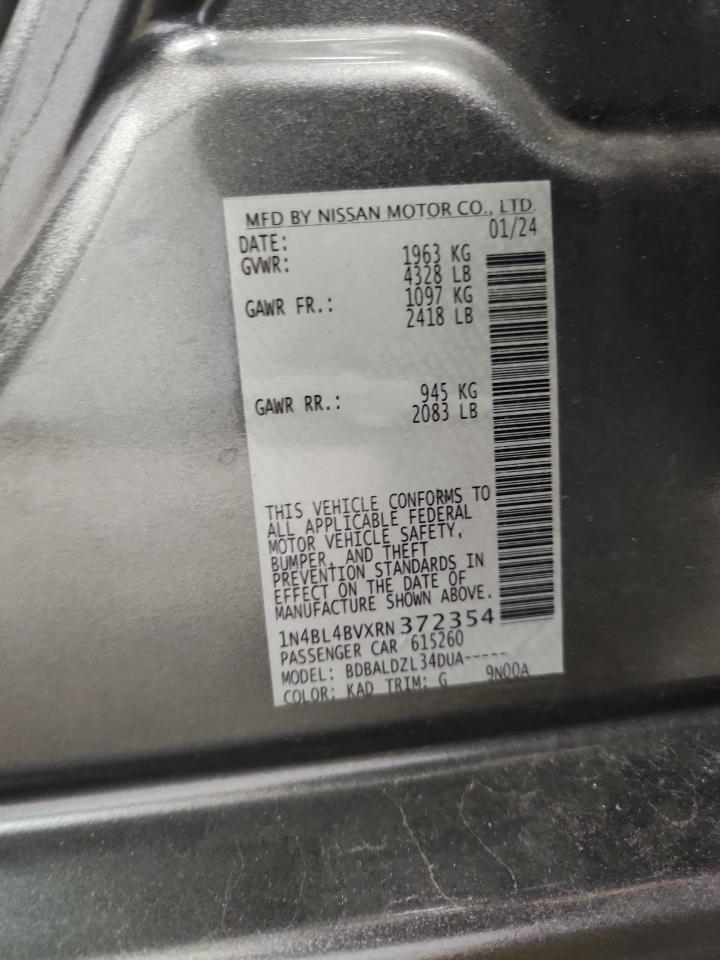 MFD BY NISSAN MOTOR CO., LTD.
DATE: 01/24
GVWR: 1963 KG
4328 LB
GAWR FR.: 1097 KG
2418 LB
GAWR RR.: 945 KG
2083 LB
THIS VEHICLE CONFORMS TO
ALL APPLICABLE FEDERAL
MOTOR VEHICLE SAFETY,
BUMPER, AND THEFT
PREVENTION STANDARDS IN
EFFECT ON THE DATE OF
MANUFACTURE SHOWN ABOVE.
1N4BL4BVXRN372354
PASSENGER CAR 615260
MODEL: BDBALDZL34DUA-----
COLOR: KAD TRIM: G 9N00A